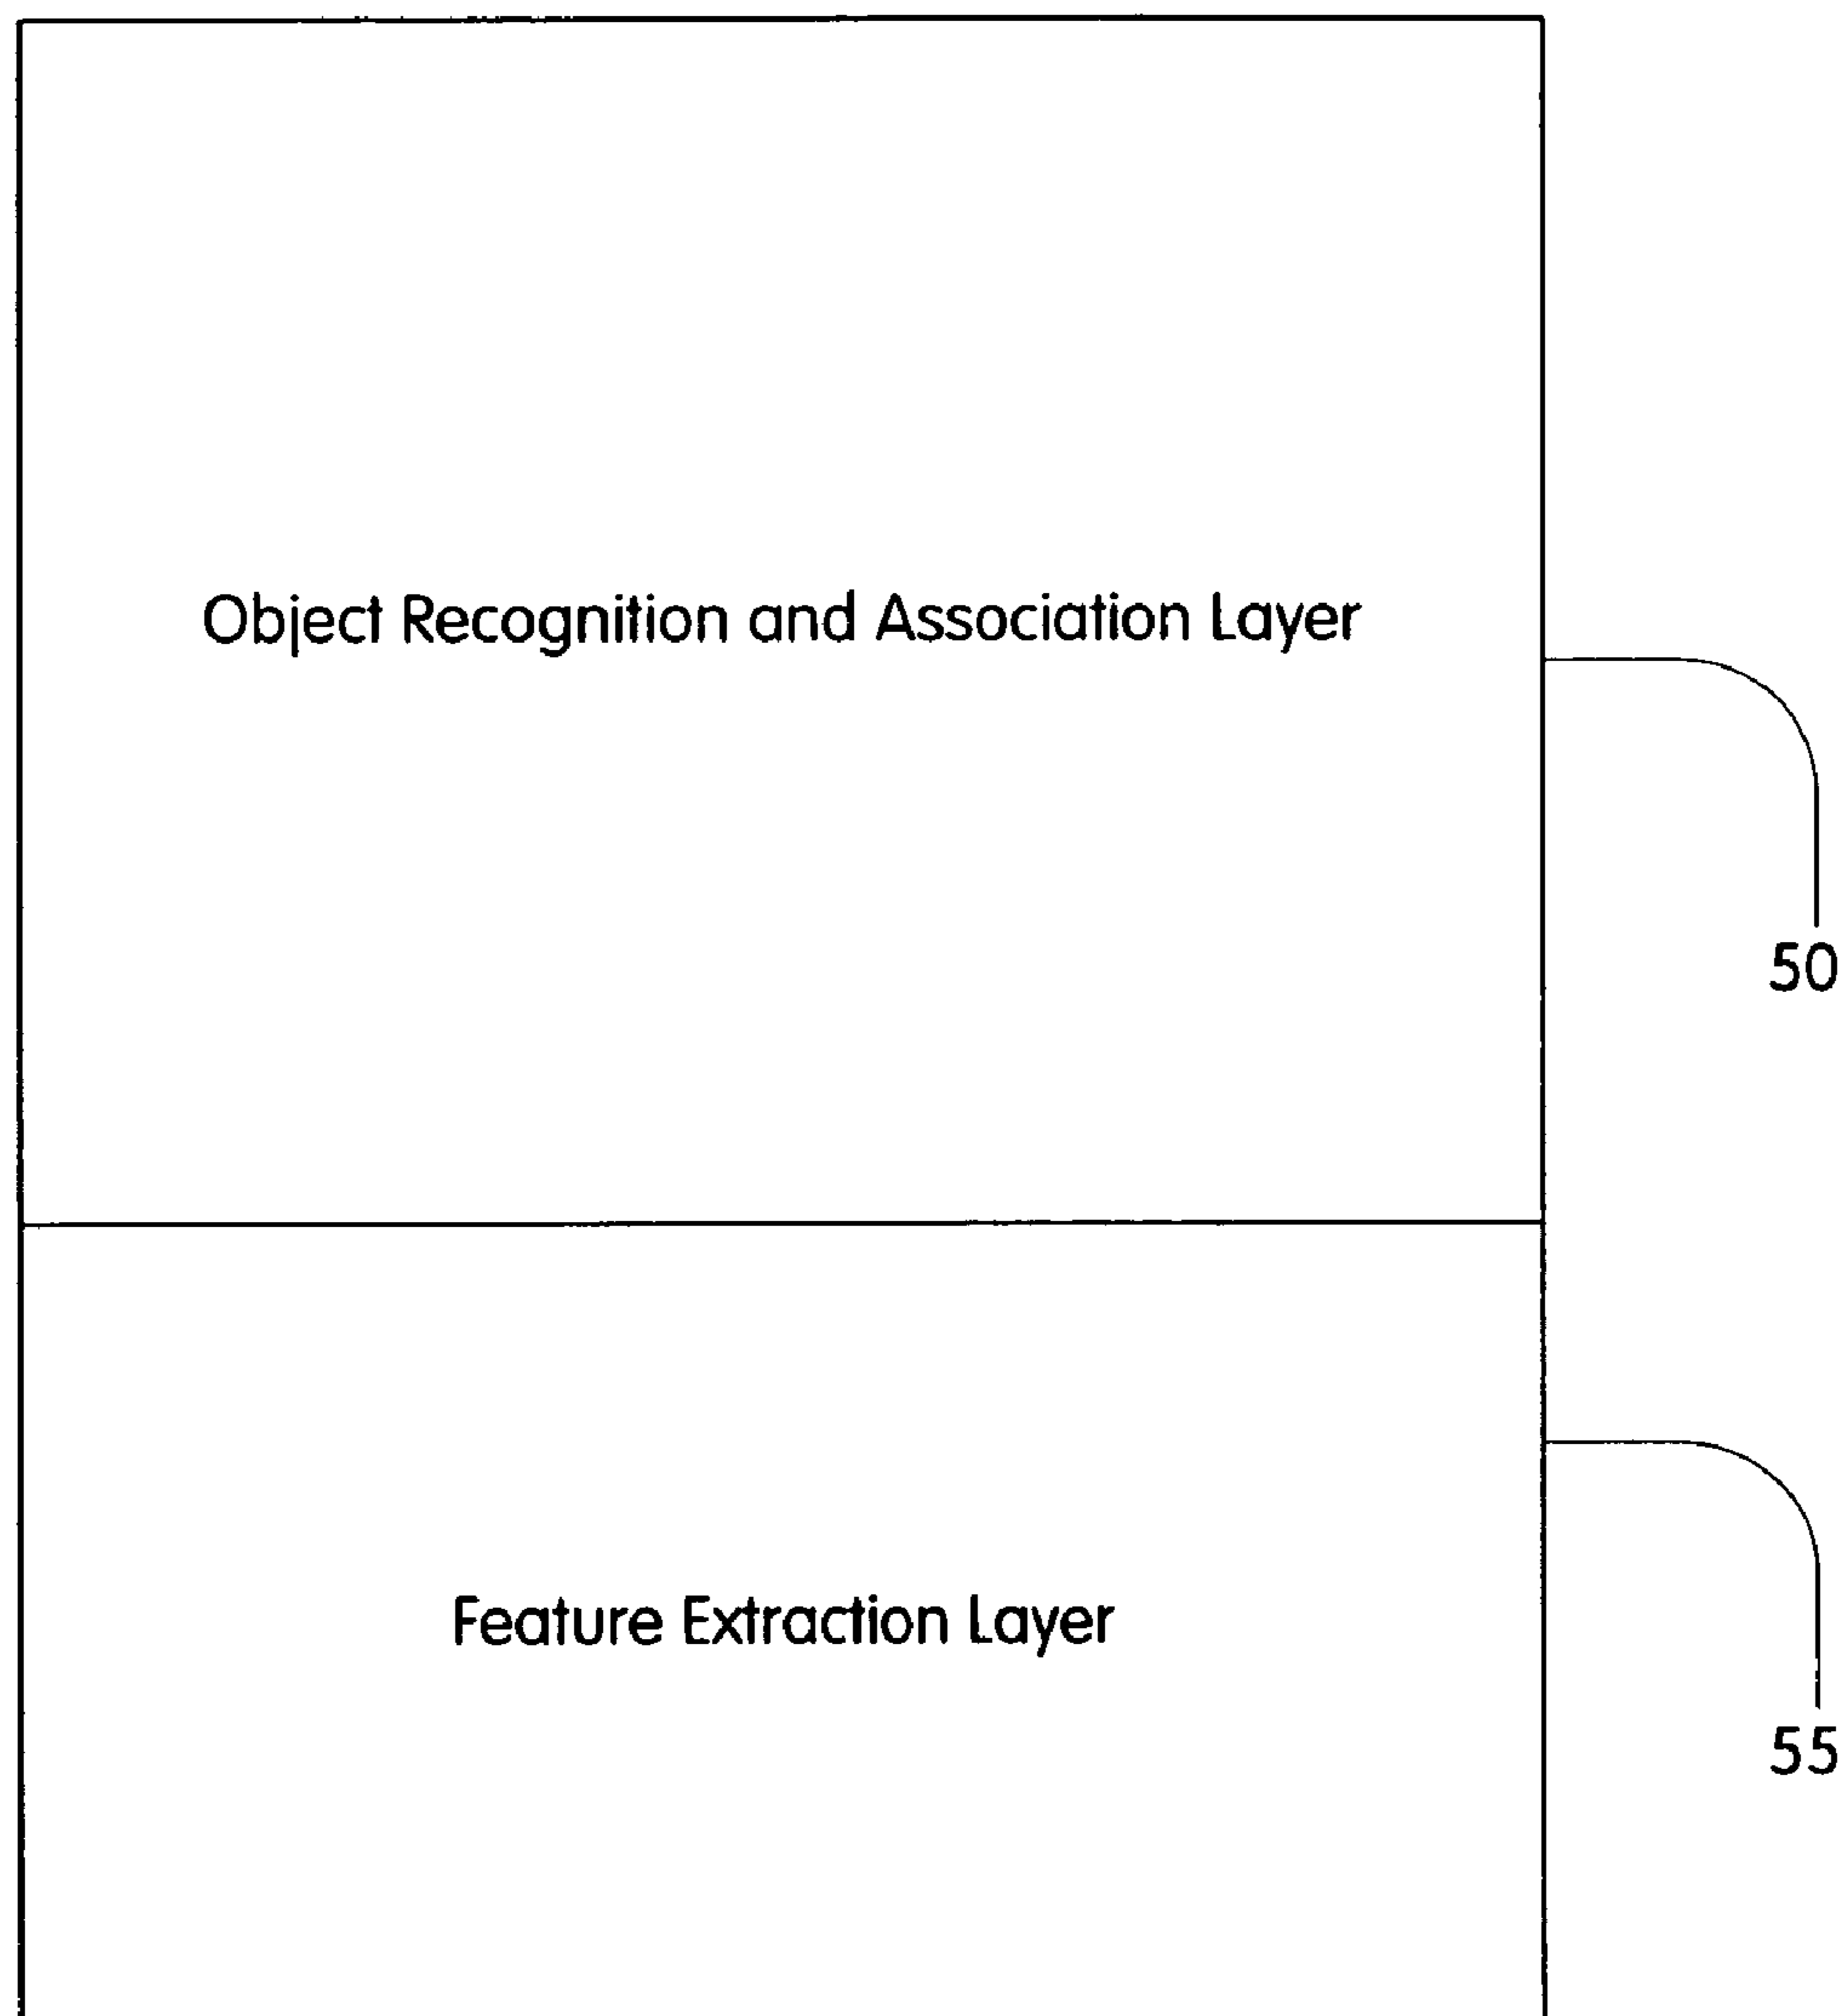 Object Recognition and Association Layer
50
Feature Extraction Layer
55